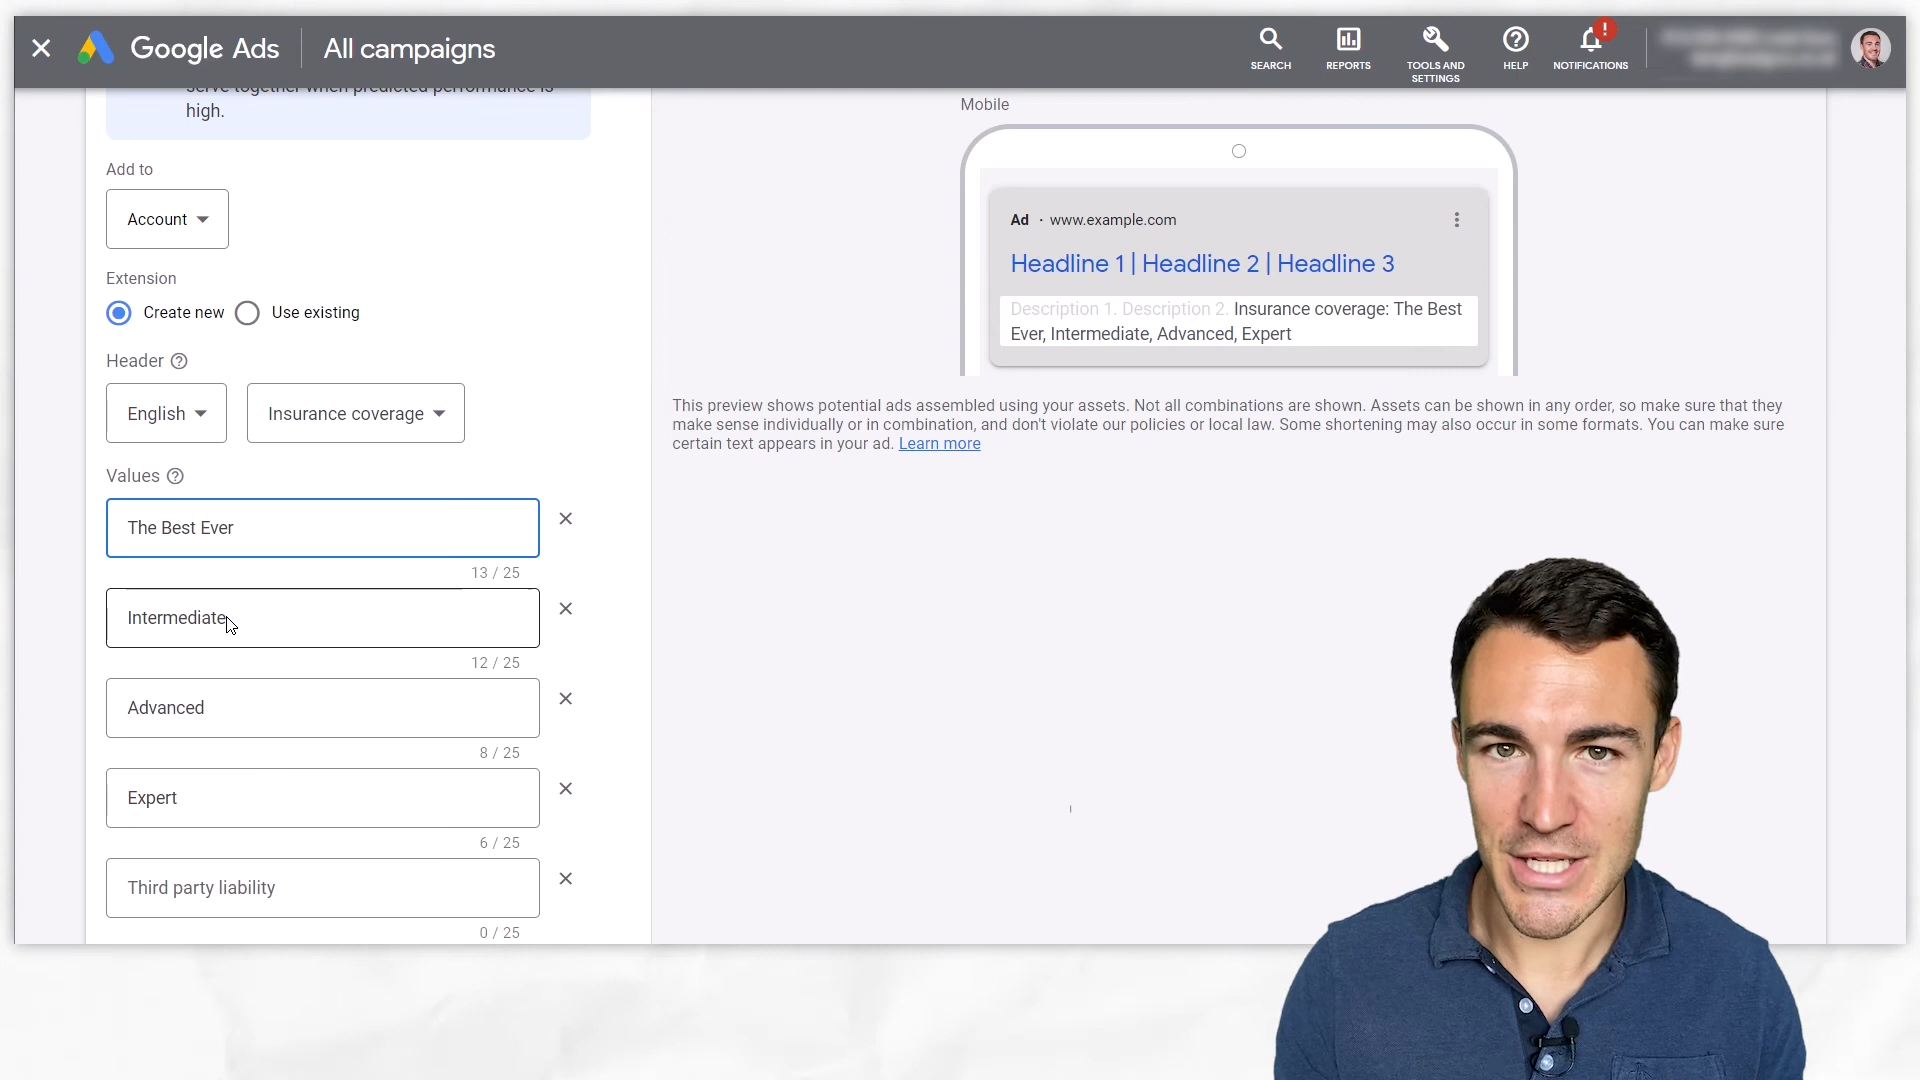 Google Ads
All campaigns
SEARCH
REPORTS
TOOLS AND
SETTINGS
HELP
!
NOTIFICATIONS
serve together when predicted performance is
high.
Add to
Account
Extension
Create new
Use existing
Header
English
Insurance coverage
Values
The Best Ever
13 / 25
Intermediate
12 / 25
Advanced
8 / 25
Expert
6 / 25
Third party liability
0 / 25
Mobile
Ad · www.example.com
Headline 1 | Headline 2 | Headline 3
Description 1. Description 2. Insurance coverage: The Best
Ever, Intermediate, Advanced, Expert
This preview shows potential ads assembled using your assets. Not all combinations are shown. Assets can be shown in any order, so make sure that they
make sense individually or in combination, and don't violate our policies or local law. Some shortening may also occur in some formats. You can make sure
certain text appears in your ad. Learn more